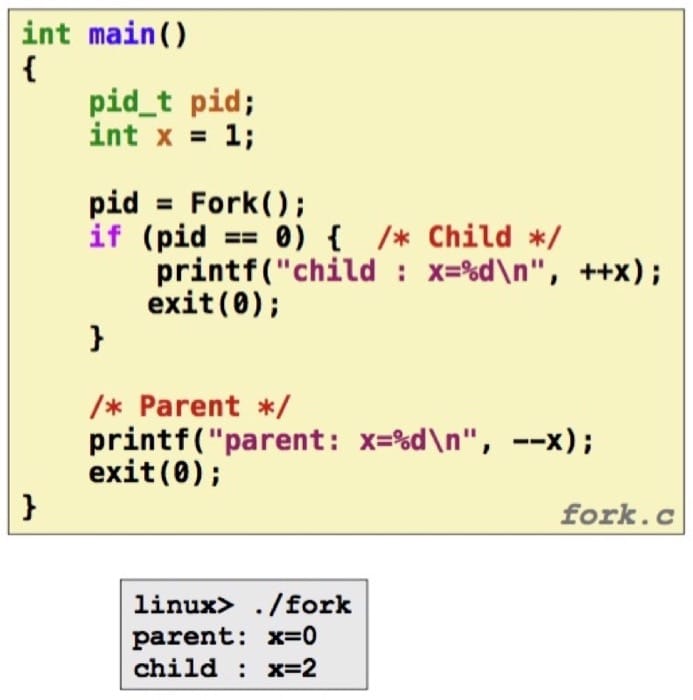 int main()
{
    pid_t pid;
    int x = 1;

    pid = Fork();
    if (pid == 0) {  /* Child */
        printf("child : x=%d\n", ++x);
        exit(0);
    }

    /* Parent */
    printf("parent: x=%d\n", --x);
    exit(0);
}
fork.c
linux> ./fork
parent: x=0
child : x=2